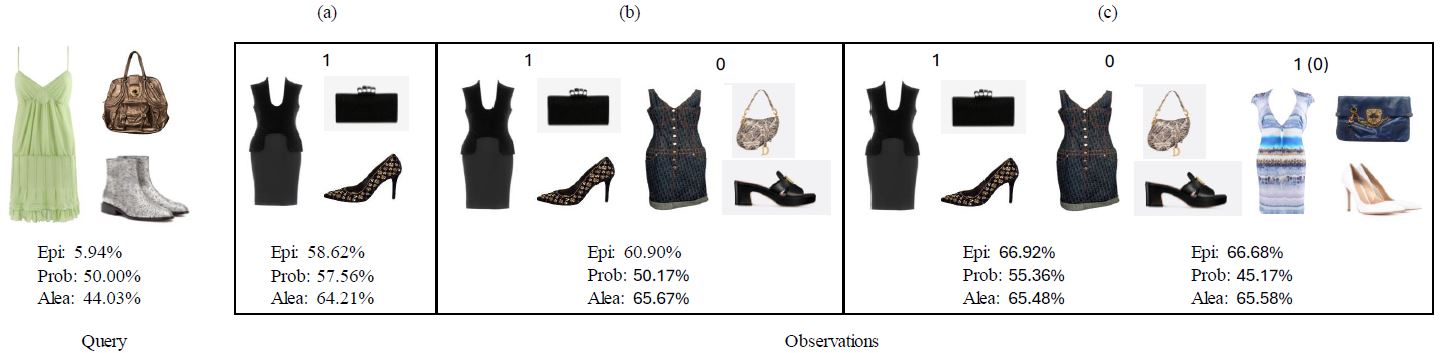 (a) (b) (c)
1 1 0 1 0 1 (0)
Epi: 5.94% Epi: 58.62% Epi: 60.90% Epi: 66.92% Epi: 66.68%
Prob: 50.00% Prob: 57.56% Prob: 50.17% Prob: 55.36% Prob: 45.17%
Alea: 44.03% Alea: 64.21% Alea: 65.67% Alea: 65.48% Alea: 65.58%
Query Observations